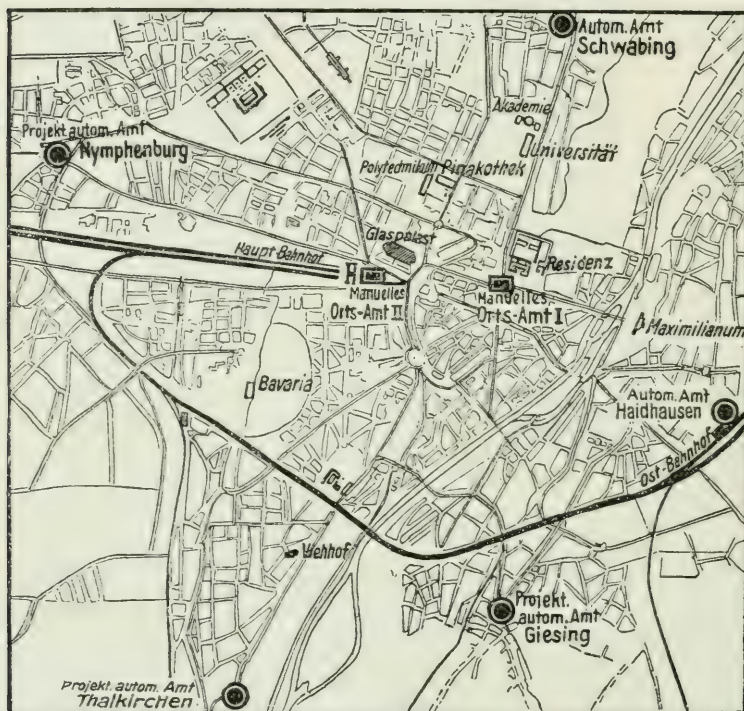 Autom. Amt
Schwabing
Akademie
Universität
Projekt autom. Amt
Nymphenburg
Polytechnikum
Pinakothek
Glaspalast
Haupt-Bahnhof
Residenz
Manuelles
Orts-Amt II
Manuelles
Orts-Amt I
Maximilianum
Bavaria
Autom. Amt
Haidhausen
Ost-Bahnhof
Viehhof
Projekt.
autom. Amt
Giesing
Projekt. autom. Amt
Thalkirchen